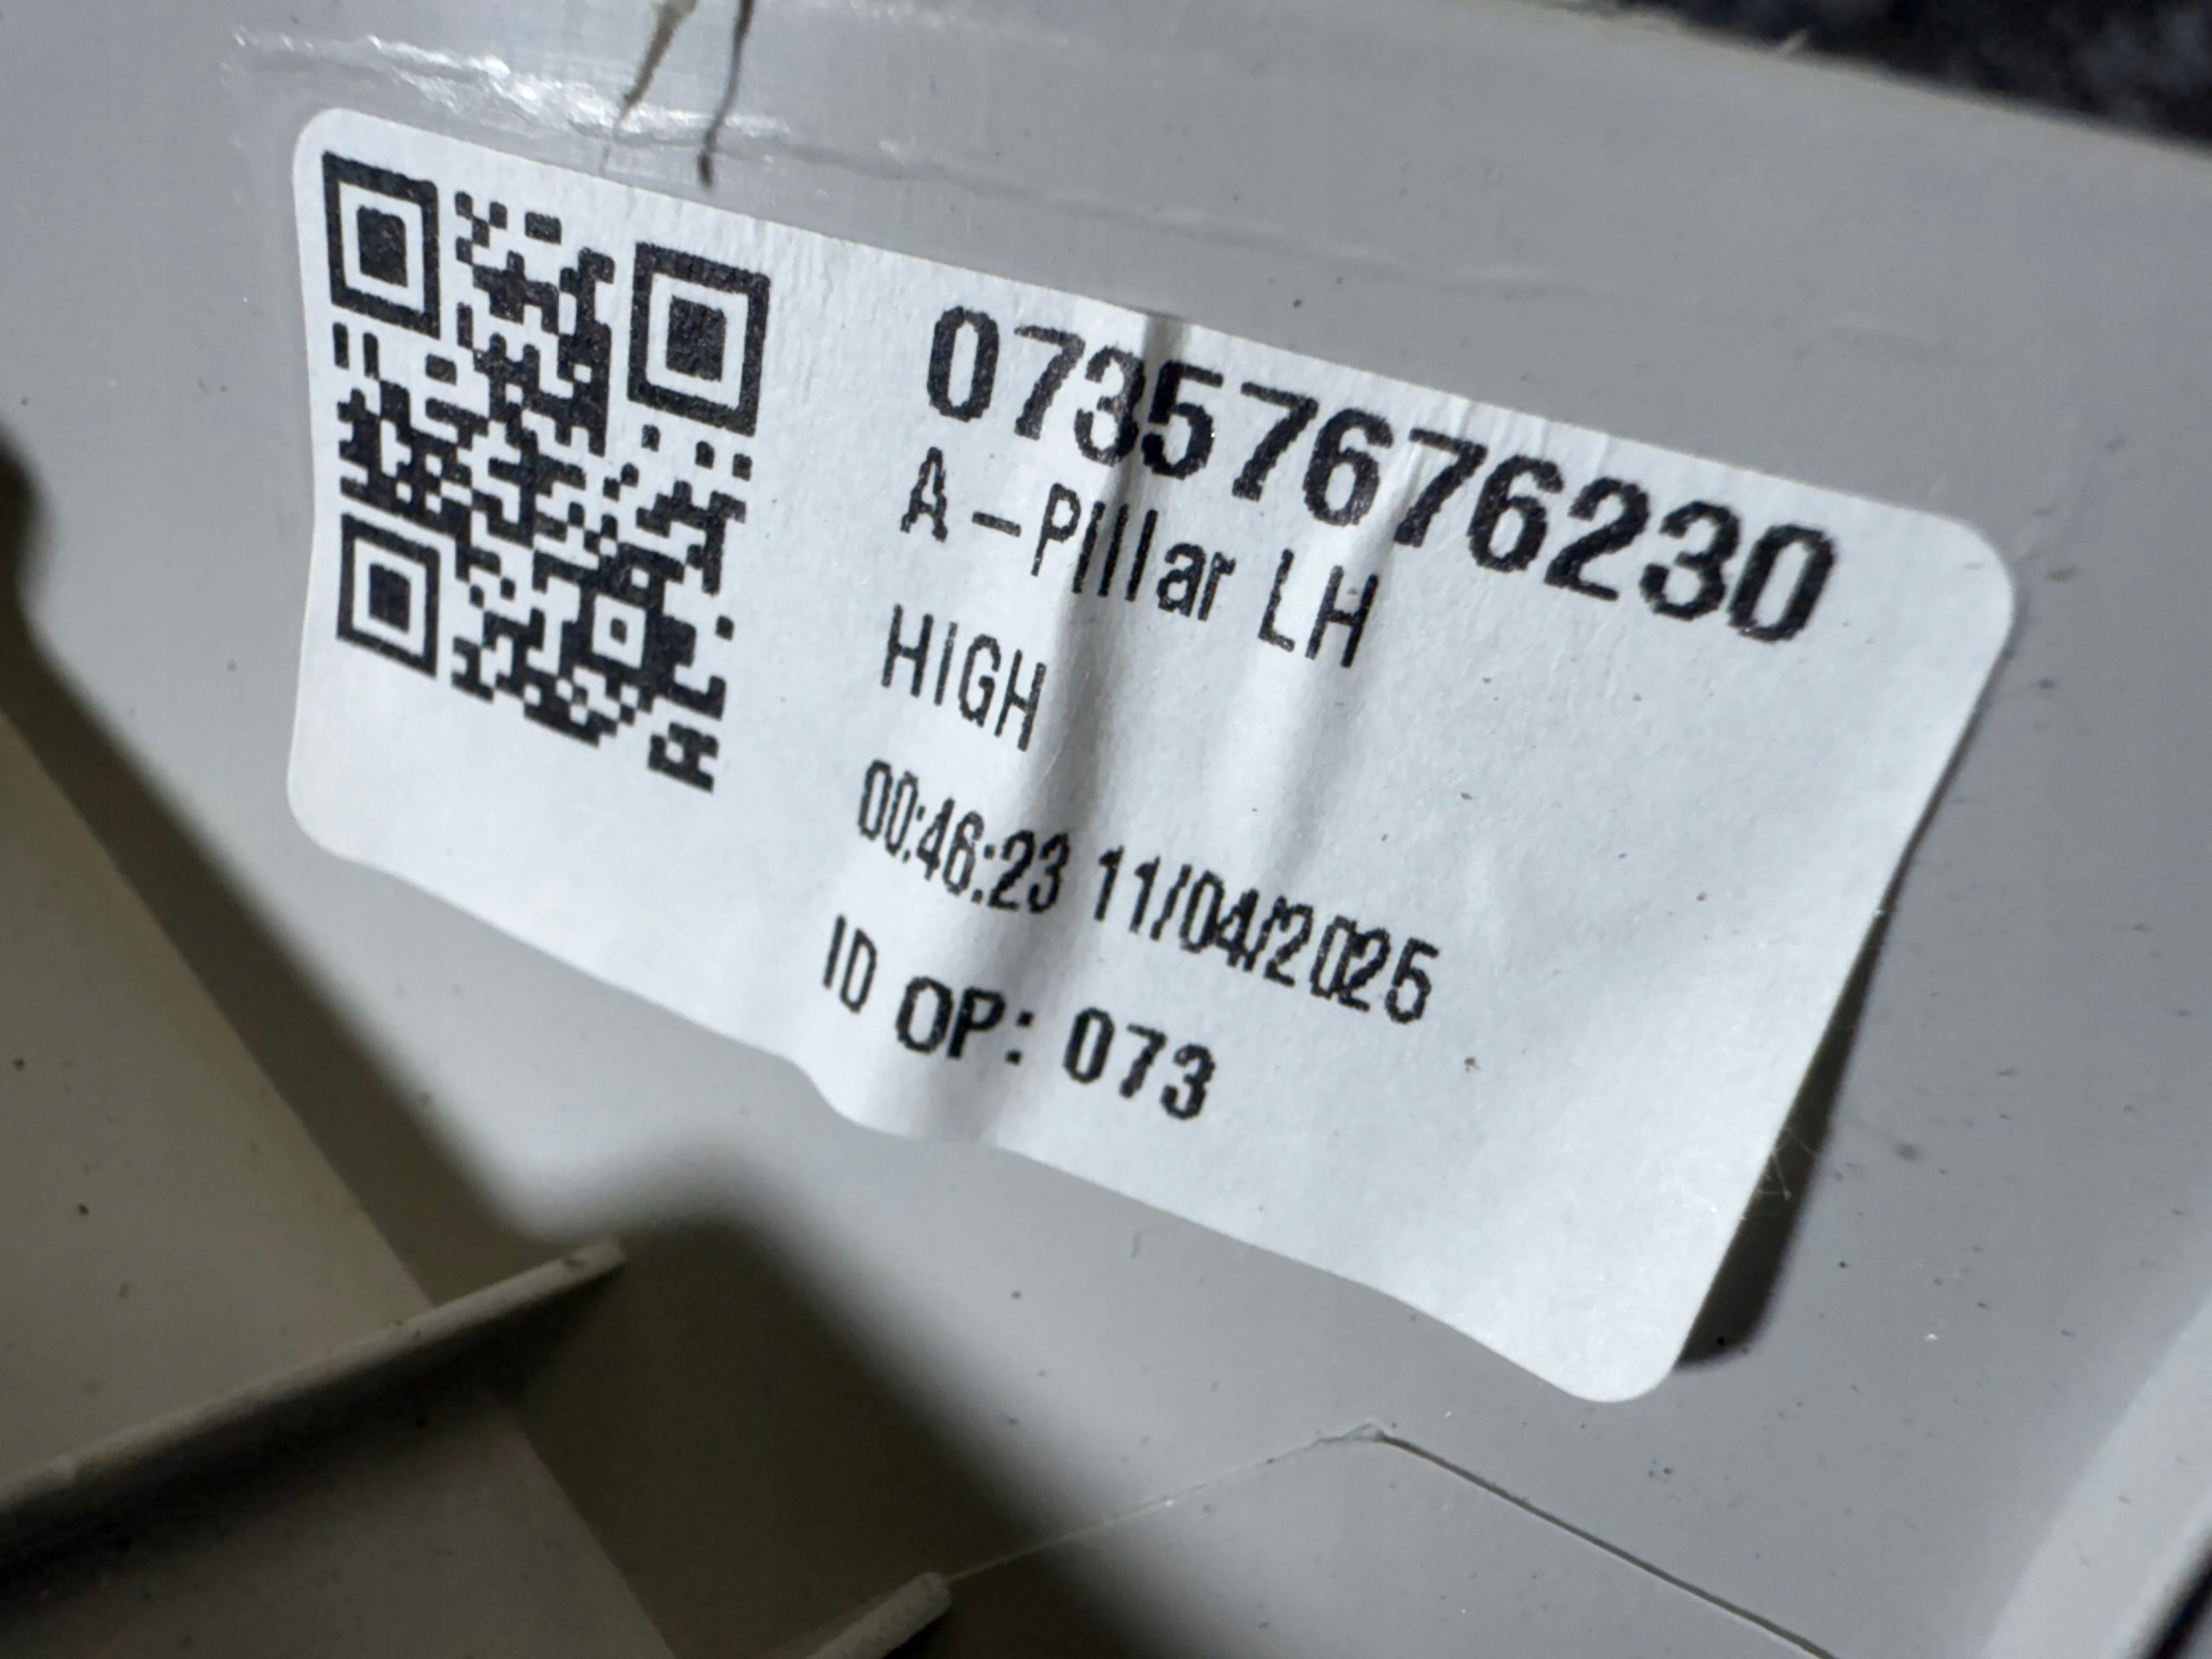 07357676230
A - Pillar LH
HIGH
00:46:23 11/04/2025
ID OP: 073